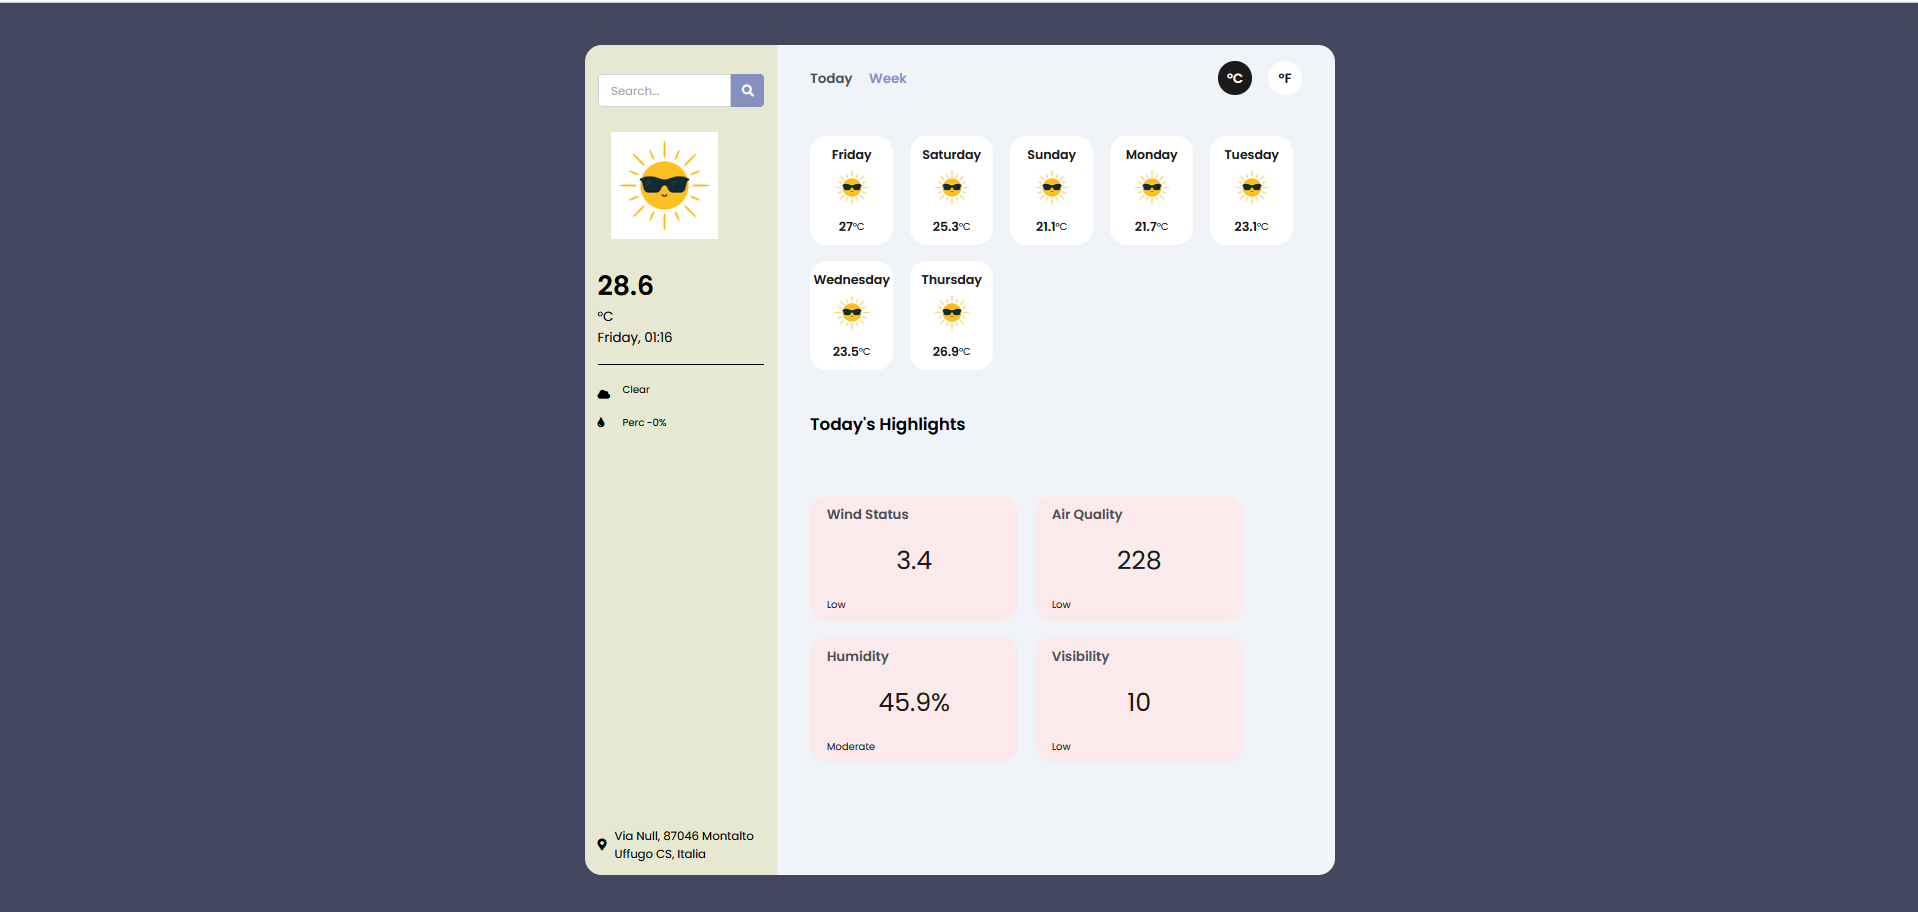 Search...
28.6
°C
Friday, 01:16
Clear
Perc -0%
Via Null, 87046 Montalto
Uffugo CS, Italia
Today Week
°C °F
Friday Saturday Sunday Monday Tuesday
27°C 25.3°C 21.1°C 21.7°C 23.1°C
Wednesday Thursday
23.5°C 26.9°C
Today's Highlights
Wind Status
3.4
Low
Air Quality
228
Low
Humidity
45.9%
Moderate
Visibility
10
Low